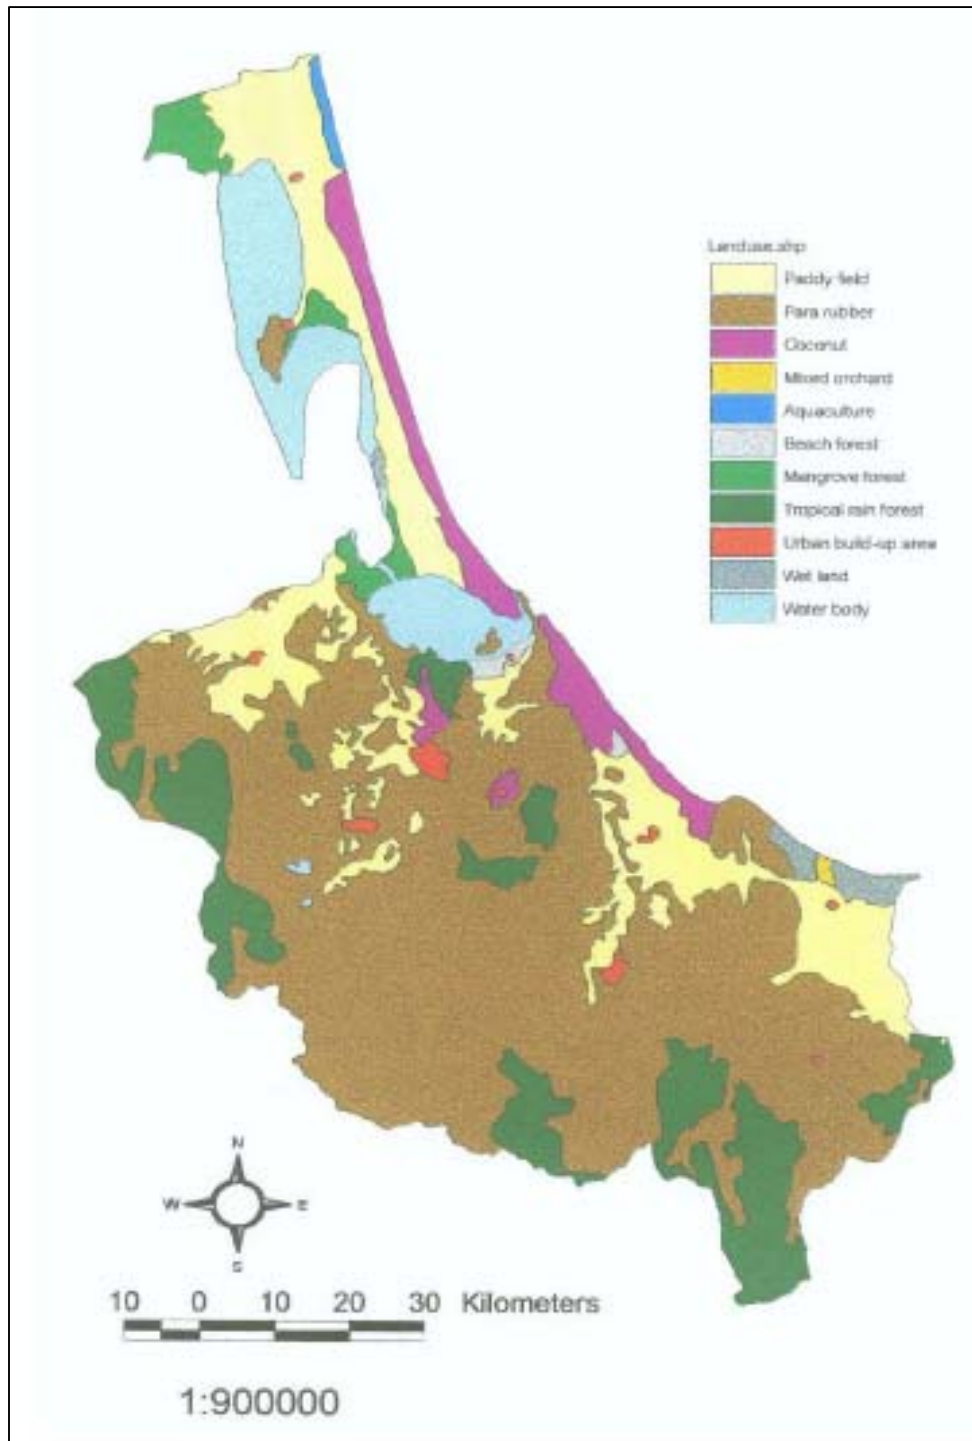 Landuse.shp
Paddy field
Para rubber
Coconut
Mixed orchard
Aquaculture
Beach forest
Mangrove forest
Tropical rain forest
Urban build-up area
Wet land
Water body
N
W E
S
10 0 10 20 30 Kilometers
1:900000